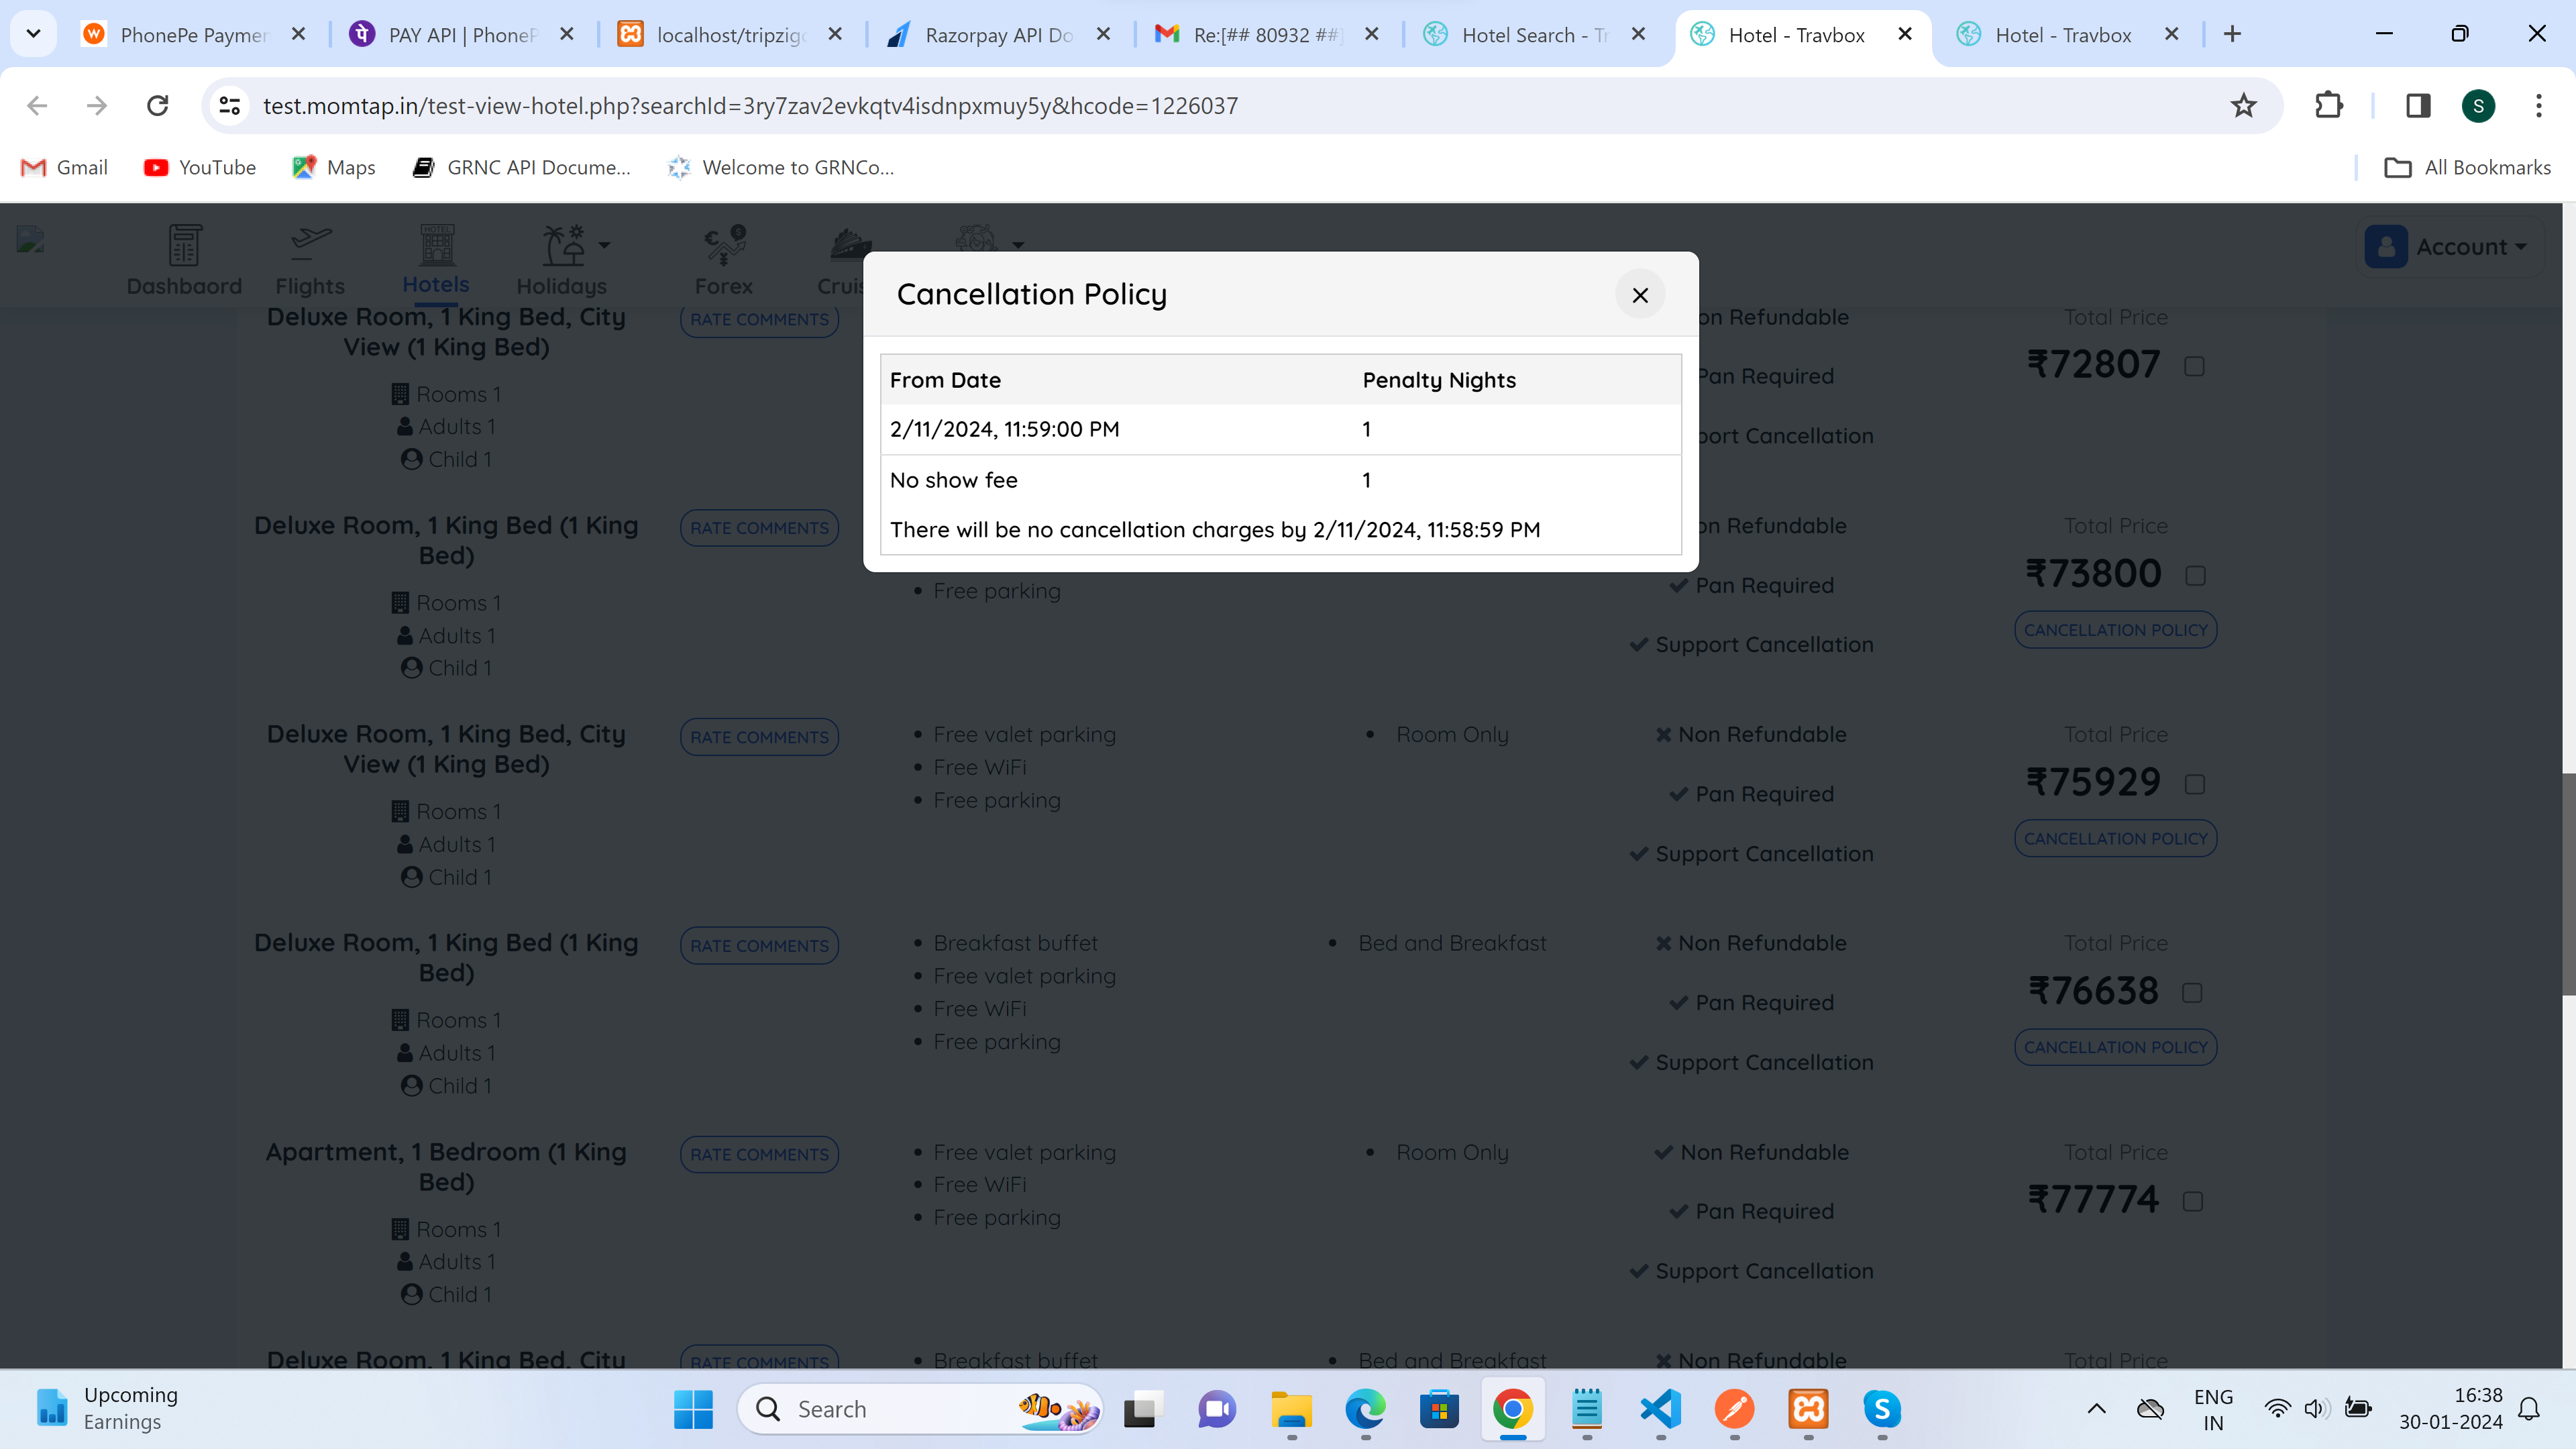 PhonePe Paymen
PAY API | PhoneP
localhost/tripzigo
Razorpay API Do
Re:[## 80932 ##]
Hotel Search - Tr
Hotel - Travbox
Hotel - Travbox
test.momtap.in/test-view-hotel.php?searchId=3ry7zav2evkqtv4isdnpxmuy5y&hcode=1226037
S
Gmail
YouTube
Maps
GRNC API Docume...
Welcome to GRNCo...
All Bookmarks
Dashbaord
Flights
Hotels
Holidays
Forex
Cruis
Account
Cancellation Policy
From Date Penalty Nights
2/11/2024, 11:59:00 PM 1
No show fee 1
There will be no cancellation charges by 2/11/2024, 11:58:59 PM
Deluxe Room, 1 King Bed, City
View (1 King Bed)
Rooms 1
Adults 1
Child 1
RATE COMMENTS
on Refundable
Pan Required
port Cancellation
Total Price
₹72807
Deluxe Room, 1 King Bed (1 King
Bed)
Rooms 1
Adults 1
Child 1
RATE COMMENTS
Free parking
on Refundable
Pan Required
Support Cancellation
Total Price
₹73800
CANCELLATION POLICY
Deluxe Room, 1 King Bed, City
View (1 King Bed)
Rooms 1
Adults 1
Child 1
RATE COMMENTS
Free valet parking
Free WiFi
Free parking
Room Only
Non Refundable
Pan Required
Support Cancellation
Total Price
₹75929
CANCELLATION POLICY
Deluxe Room, 1 King Bed (1 King
Bed)
Rooms 1
Adults 1
Child 1
RATE COMMENTS
Breakfast buffet
Free valet parking
Free WiFi
Free parking
Bed and Breakfast
Non Refundable
Pan Required
Support Cancellation
Total Price
₹76638
CANCELLATION POLICY
Apartment, 1 Bedroom (1 King
Bed)
Rooms 1
Adults 1
Child 1
RATE COMMENTS
Free valet parking
Free WiFi
Free parking
Room Only
Non Refundable
Pan Required
Support Cancellation
Total Price
₹77774
Deluxe Room, 1 King Bed, City
RATE COMMENTS
Breakfast buffet
Bed and Breakfast
Non Refundable
Total Price
Upcoming
Earnings
Search
ENG
IN
16:38
30-01-2024